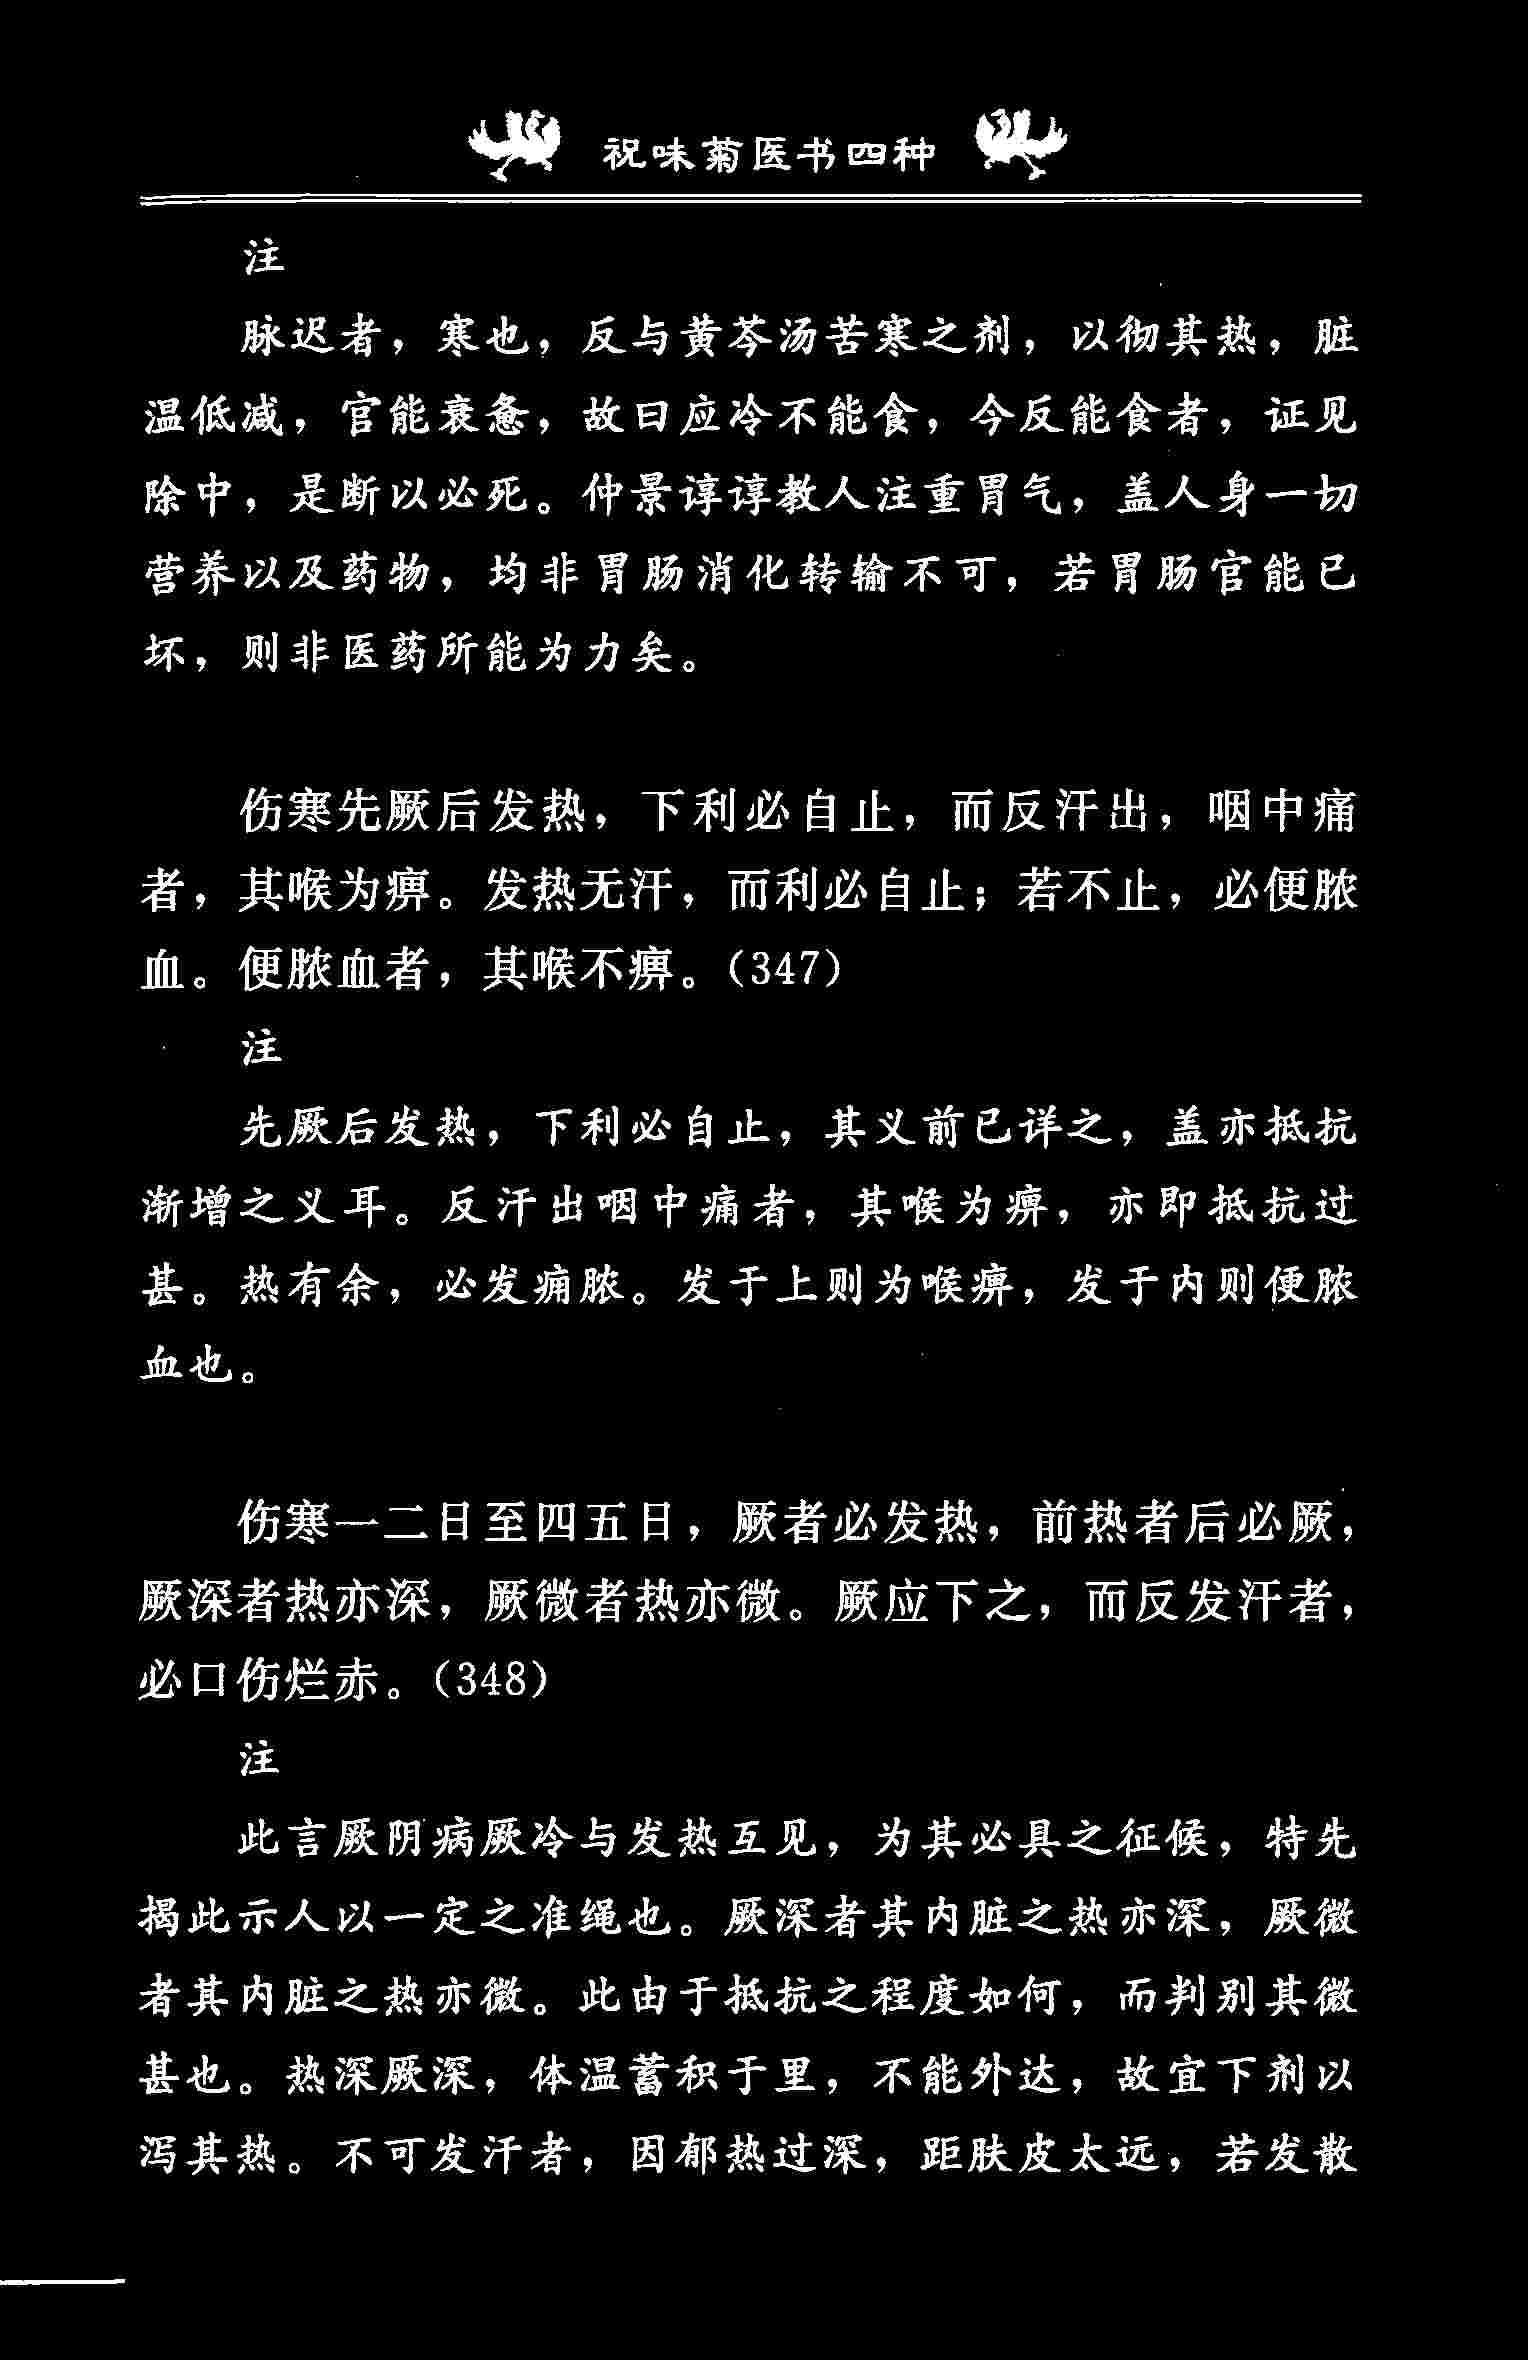 祝味菊医书四种
注
脉迟者，寒也，反与黄芩汤苦寒之剂，以彻其热，脏
温低减，官能衰惫，故曰应冷不能食，今反能食者，证见
除中，是断以必死。仲景谆谆教人注重胃气，盖人身一切
营养以及药物，均非胃肠消化转输不可，若胃肠官能已
坏，则非医药所能为力矣。
伤寒先厥后发热，下利必自止，而反汗出，咽中痛
者，其喉为痹。发热无汗，而利必自止；若不止，必便脓
血。便脓血者，其喉不痹。(347)
注
先厥后发热，下利必自止，其义前已详之，盖亦抵抗
渐增之义耳。反汗出咽中痛者，其喉为痹，亦即抵抗过
甚。热有余，必发痈脓。发于上则为喉痹，发于内则便脓
血也。
伤寒一二日至四五日，厥者必发热，前热者后必厥，
厥深者热亦深，厥微者热亦微。厥应下之，而反发汗者，
必口伤烂赤。(348)
注
此言厥阴病厥冷与发热互见，为其必具之征候，特先
揭此示人以一定之准绳也。厥深者其内脏之热亦深，厥微
者其内脏之热亦微。此由于抵抗之程度如何，而判别其微
甚也。热深厥深，体温蓄积于里，不能外达，故宜下剂以
泻其热。不可发汗者，因郁热过深，距肤皮太远，若发散